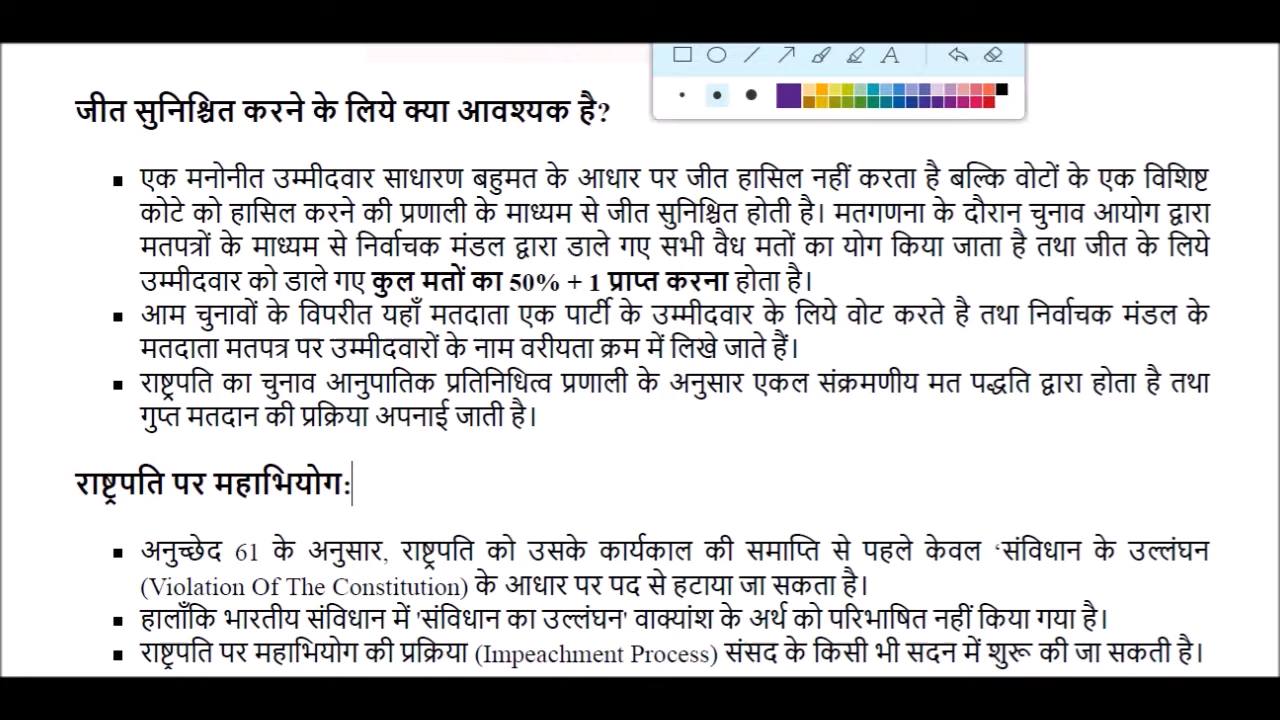 जीत सुनिश्चित करने के लिये क्या आवश्यक है?
▪ एक मनोनीत उम्मीदवार साधारण बहुमत के आधार पर जीत हासिल नहीं करता है बल्कि वोटों के एक विशिष्ट
कोटे को हासिल करने की प्रणाली के माध्यम से जीत सुनिश्चित होती है। मतगणना के दौरान चुनाव आयोग द्वारा
मतपत्रों के माध्यम से निर्वाचक मंडल द्वारा डाले गए सभी वैध मतों का योग किया जाता है तथा जीत के लिये
उम्मीदवार को डाले गए कुल मतों का 50% + 1 प्राप्त करना होता है।
▪ आम चुनावों के विपरीत यहाँ मतदाता एक पार्टी के उम्मीदवार के लिये वोट करते है तथा निर्वाचक मंडल के
मतदाता मतपत्र पर उम्मीदवारों के नाम वरीयता क्रम में लिखे जाते हैं।
▪ राष्ट्रपति का चुनाव आनुपातिक प्रतिनिधित्व प्रणाली के अनुसार एकल संक्रमणीय मत पद्धति द्वारा होता है तथा
गुप्त मतदान की प्रक्रिया अपनाई जाती है।
राष्ट्रपति पर महाभियोग:
▪ अनुच्छेद 61 के अनुसार, राष्ट्रपति को उसके कार्यकाल की समाप्ति से पहले केवल ‘संविधान के उल्लंघन
(Violation Of The Constitution) के आधार पर पद से हटाया जा सकता है।
▪ हालाँकि भारतीय संविधान में 'संविधान का उल्लंघन' वाक्यांश के अर्थ को परिभाषित नहीं किया गया है।
▪ राष्ट्रपति पर महाभियोग की प्रक्रिया (Impeachment Process) संसद के किसी भी सदन में शुरू की जा सकती है।